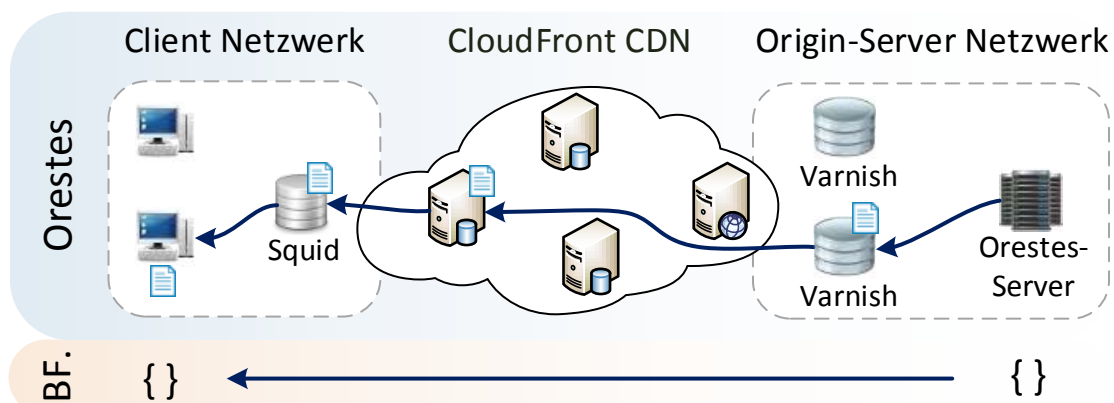 Client Netzwerk
CloudFront CDN
Origin-Server Netzwerk
Orestes
Varnish
Squid
Varnish
Orestes-
Server
BF.
{ }
{ }